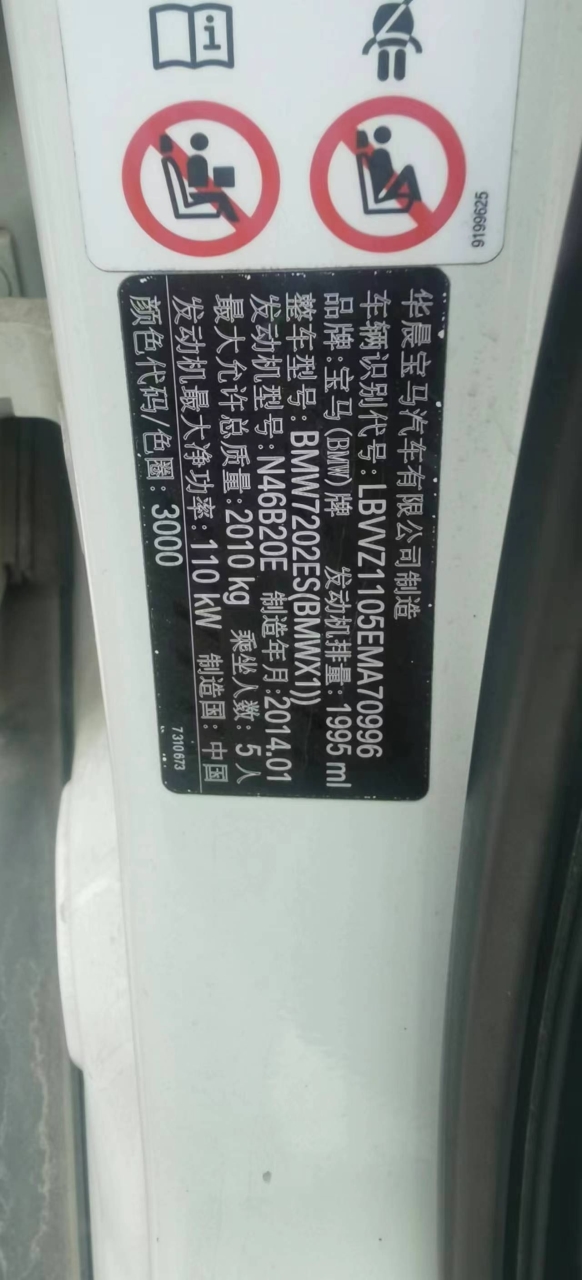 9199625
华晨宝马汽车有限公司制造
车辆识别代号:LBVVZ1105EMA70996
品牌:宝马(BMW)牌 发动机排量:1995 ml
整车型号:BMW7202ES(BMWX1))
发动机型号:N46B20E 制造年月:2014.01
最大允许总质量:2010 kg 乘坐人数:5人
发动机最大净功率:110 kW 制造国:中国
颜色代码/色圈:3000
7310673